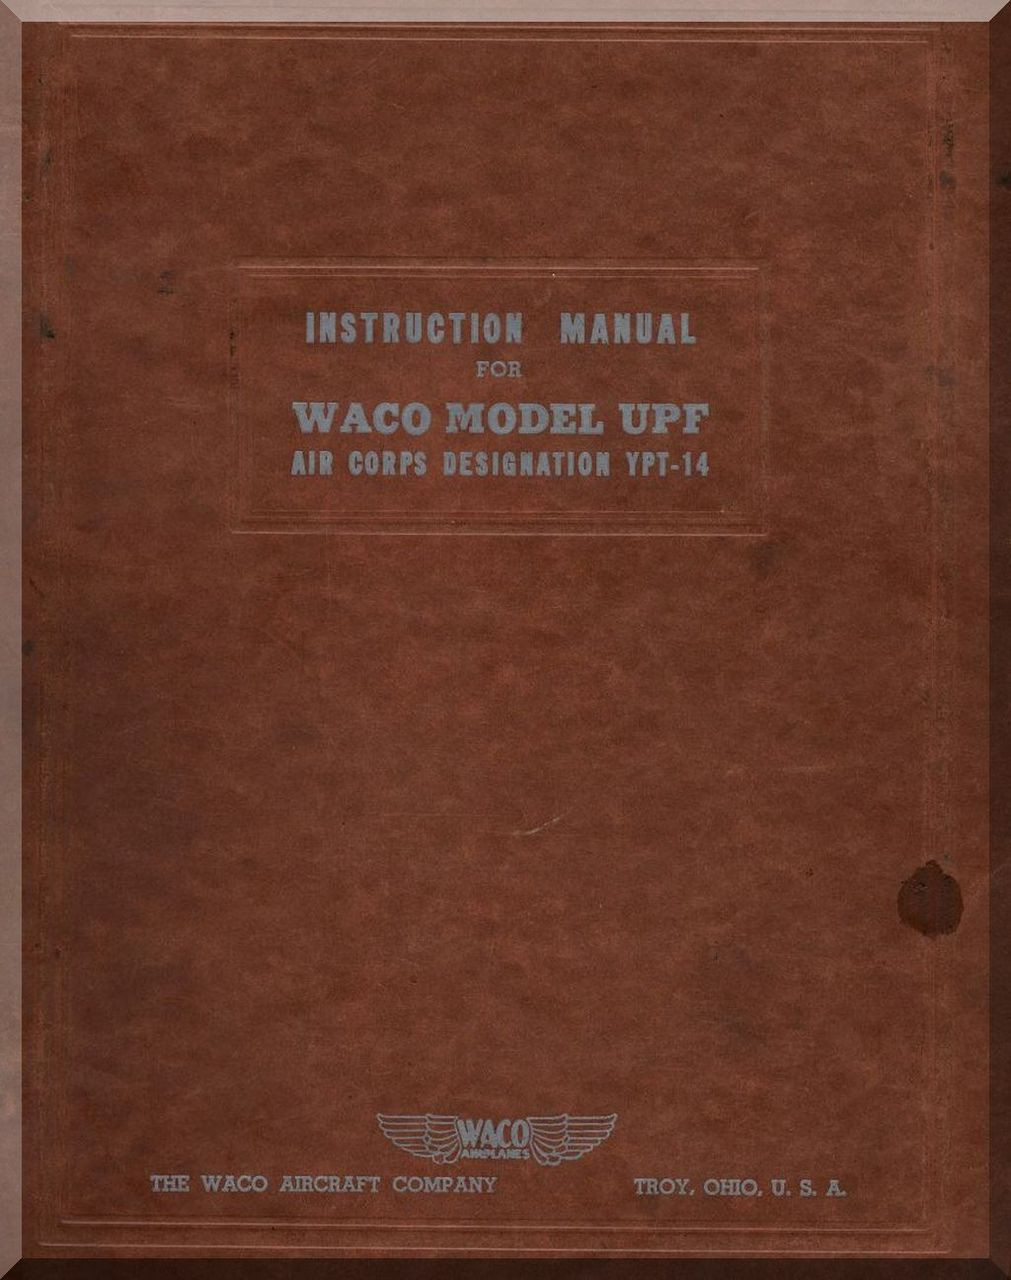 INSTRUCTION MANUAL
FOR
WACO MODEL UPF
AIR CORPS DESIGNATION YPT-14
WACO
AIRPLANES
THE WACO AIRCRAFT COMPANY TROY, OHIO, U. S. A.